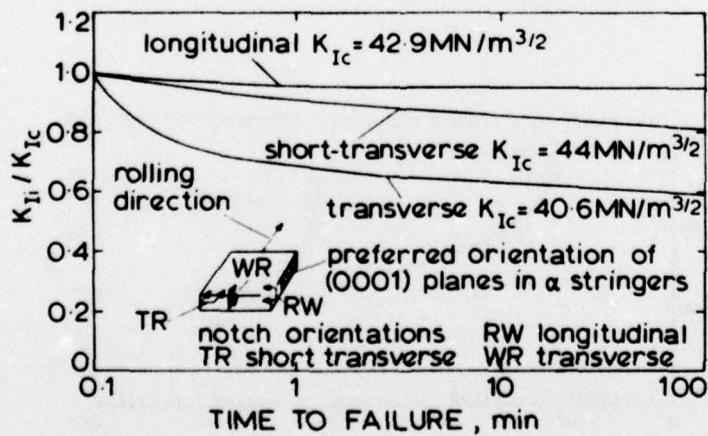 1·2
longitudinal K_Ic = 42·9 MN/m^3/2
1·0
0·8
short-transverse K_Ic = 44 MN/m^3/2
0·6
rolling
direction
transverse K_Ic = 40·6 MN/m^3/2
K_Ii / K_Ic
0·4
preferred orientation of
(0001) planes in α stringers
WR
0·2
TR
RW
notch orientations RW longitudinal
TR short transverse WR transverse
0
0·1 1 10 100
TIME TO FAILURE, min